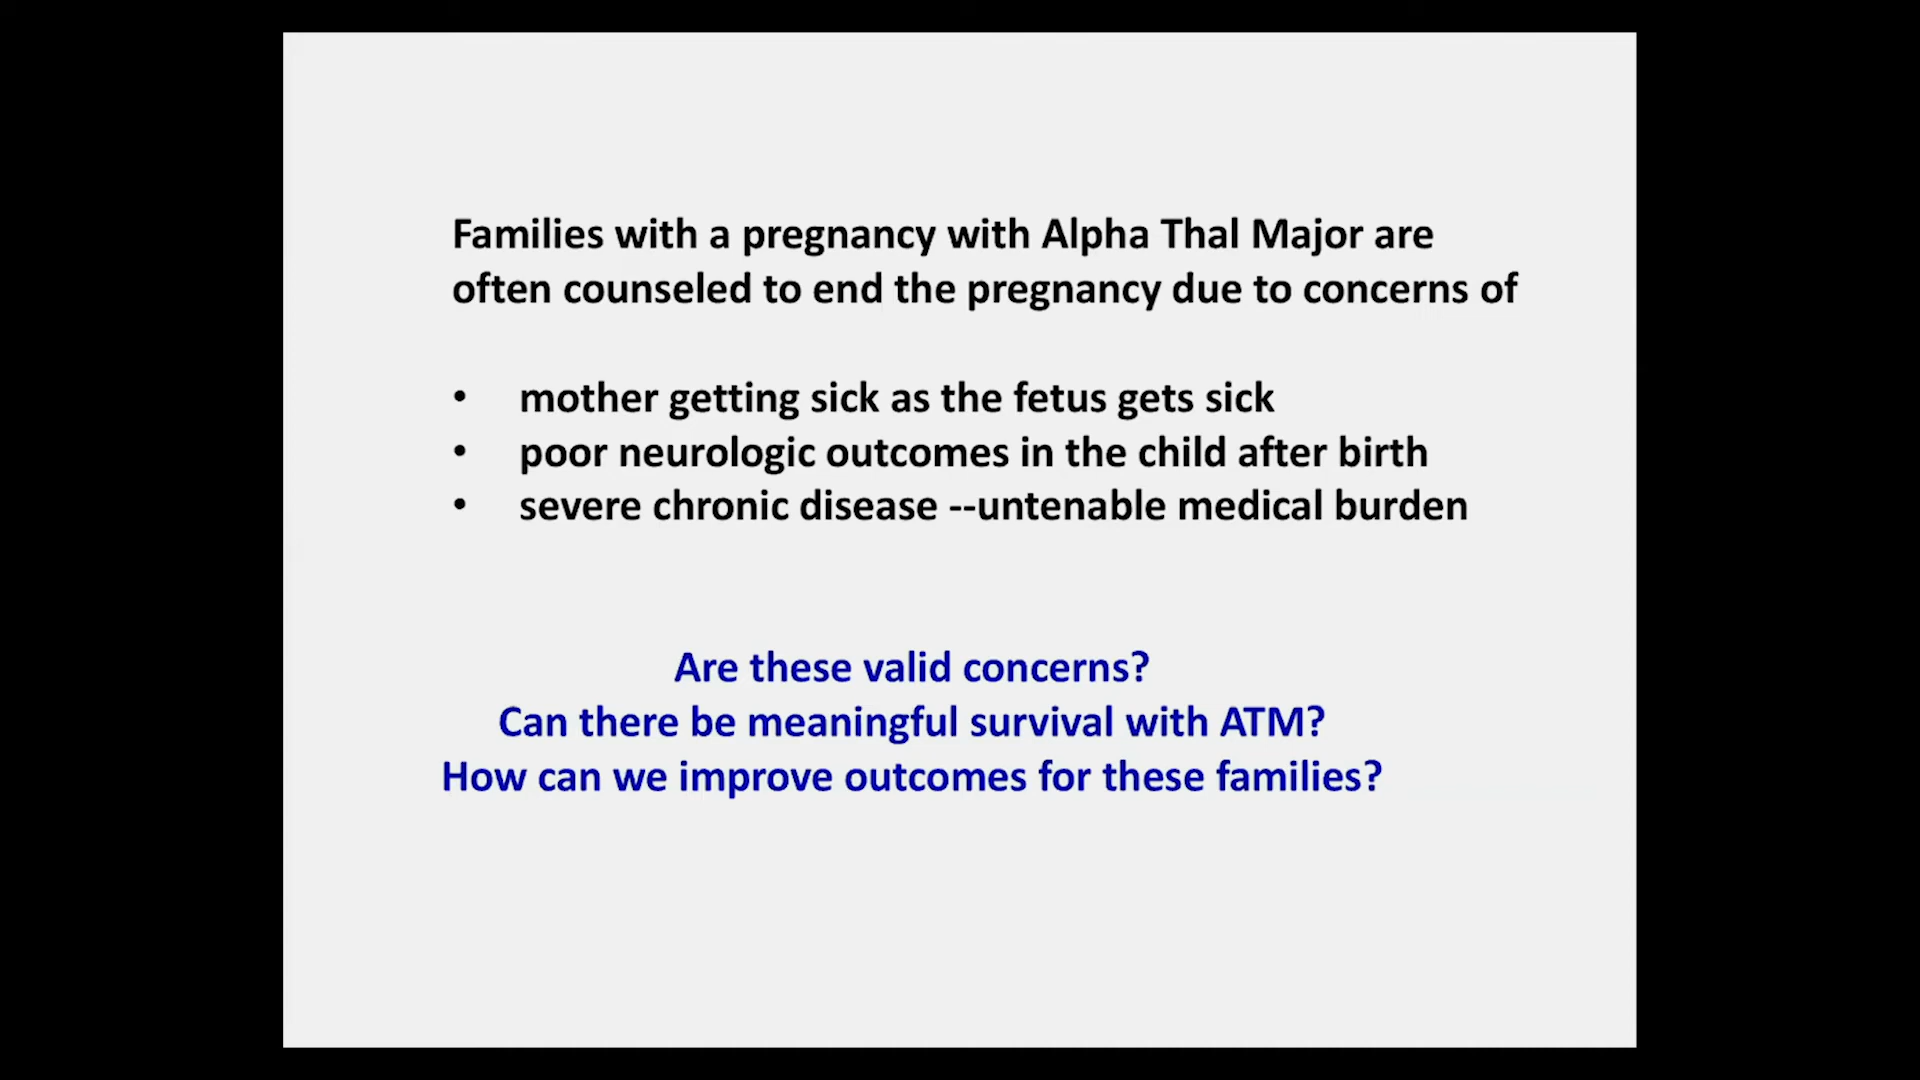 Families with a pregnancy with Alpha Thal Major are
often counseled to end the pregnancy due to concerns of
• mother getting sick as the fetus gets sick
• poor neurologic outcomes in the child after birth
• severe chronic disease --untenable medical burden
Are these valid concerns?
Can there be meaningful survival with ATM?
How can we improve outcomes for these families?